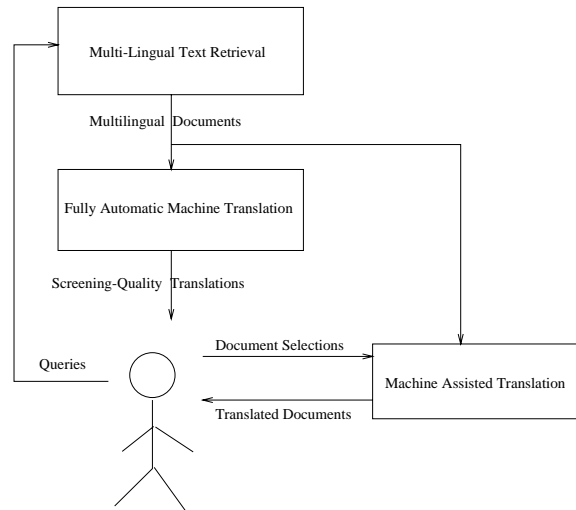 Multi-Lingual Text Retrieval
Multilingual Documents
Fully Automatic Machine Translation
Screening-Quality Translations
Queries
Document Selections
Machine Assisted Translation
Translated Documents